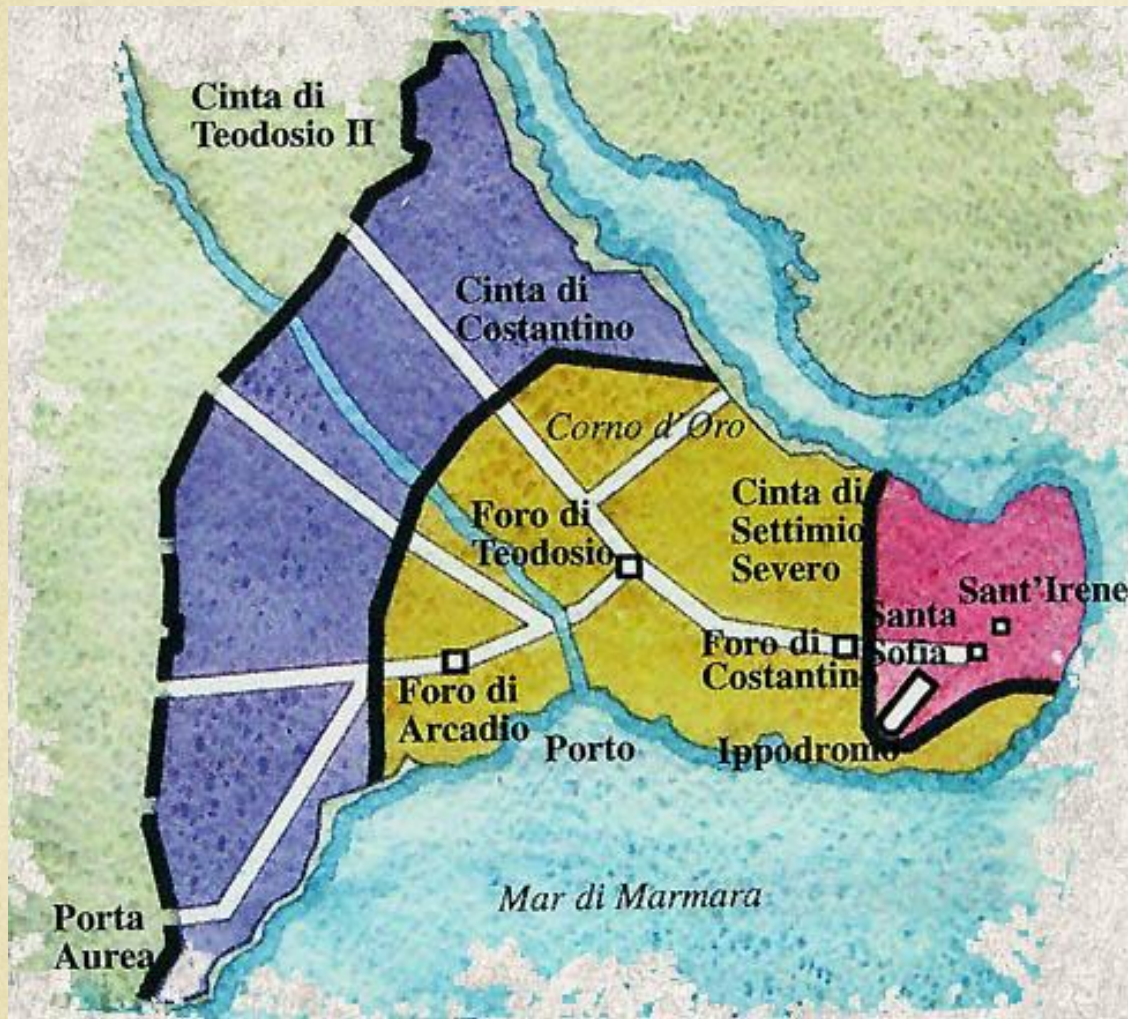 Cinta di
Teodosio II
Cinta di
Costantino
Corno d'Oro
Foro di
Teodosio
Cinta di
Settimio
Severo
Sant'Irene
Santa
Sofia
Foro di
Costantino
Foro di
Arcadio
Porto
Ippodromo
Mar di Marmara
Porta
Aurea